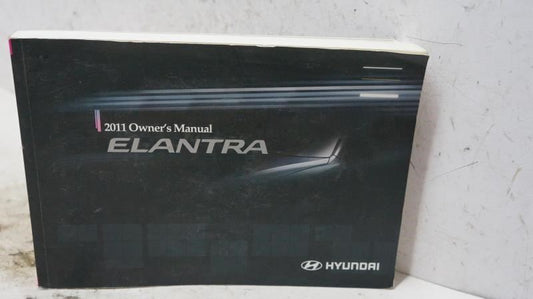 2011 Owner's Manual
ELANTRA
HYUNDAI